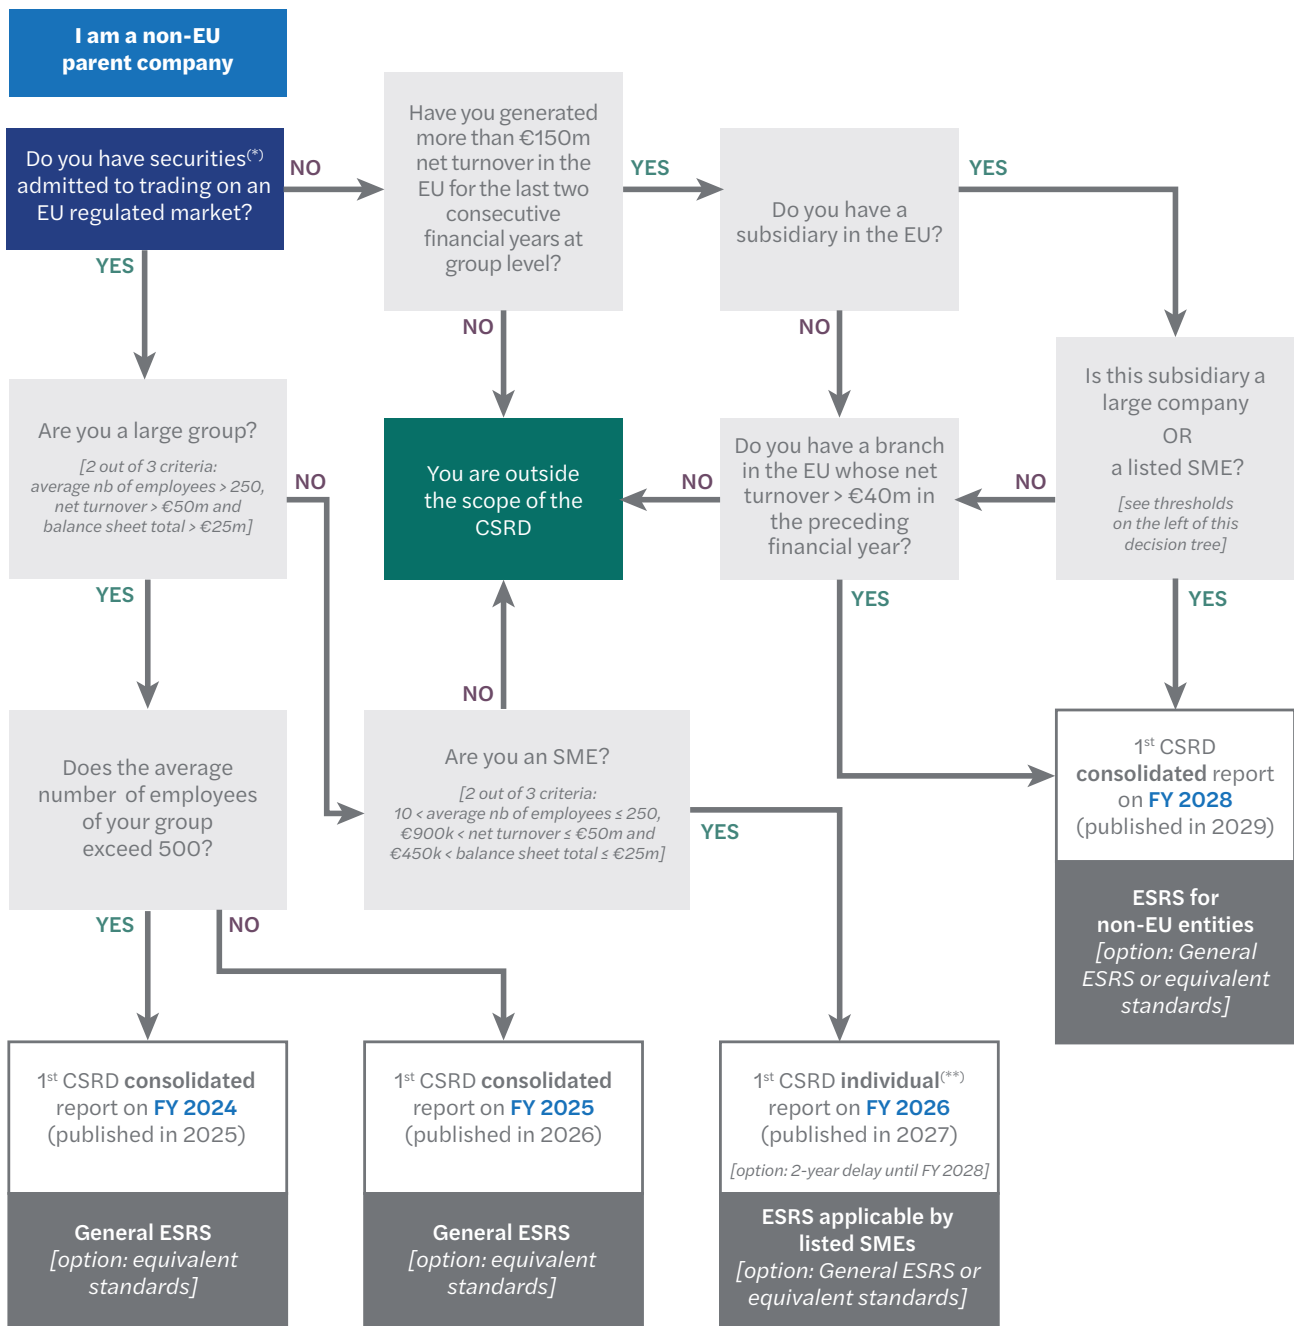 I am a non-EU
parent company
Do you have securities(*)
admitted to trading on an
EU regulated market?
NO
Have you generated
more than €150m
net turnover in the
EU for the last two
consecutive
financial years at
group level?
YES
Do you have a
subsidiary in the EU?
YES
YES
NO
NO
Are you a large group?
[2 out of 3 criteria:
average nb of employees > 250,
net turnover > €50m and
balance sheet total > €25m]
NO
You are outside
the scope of the
CSRD
NO
Do you have a branch
in the EU whose net
turnover > €40m in
the preceding
financial year?
NO
Is this subsidiary a
large company
OR
a listed SME?
[see thresholds
on the left of this
decision tree]
YES
YES
YES
NO
Does the average
number of employees
of your group
exceed 500?
Are you an SME?
[2 out of 3 criteria:
10 < average nb of employees ≤ 250,
€900k < net turnover ≤ €50m and
€450k < balance sheet total ≤ €25m]
YES
1st CSRD
consolidated report
on FY 2028
(published in 2029)
ESRS for
non-EU entities
[option: General
ESRS or equivalent
standards]
YES
NO
1st CSRD consolidated
report on FY 2024
(published in 2025)
General ESRS
[option: equivalent
standards]
1st CSRD consolidated
report on FY 2025
(published in 2026)
General ESRS
[option: equivalent
standards]
1st CSRD individual(**)
report on FY 2026
(published in 2027)
[option: 2-year delay until FY 2028]
ESRS applicable by
listed SMEs
[option: General ESRS or
equivalent standards]